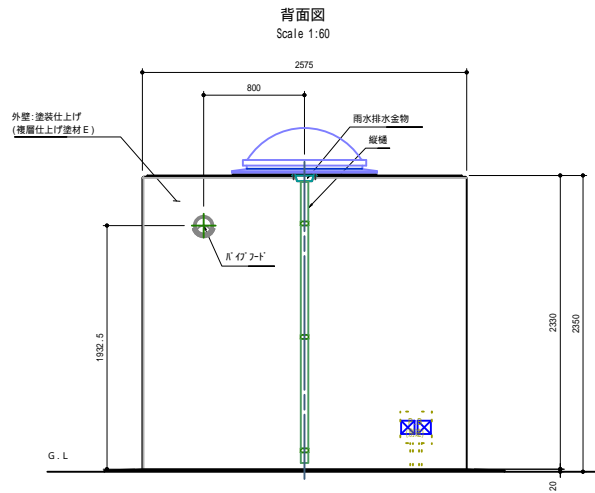 背面図
Scale 1:60
2575
800
外壁:塗装仕上げ
(複層仕上げ塗材E)
雨水排水金物
縦樋
パイプフード
1932.5
2330
2350
G.L
20